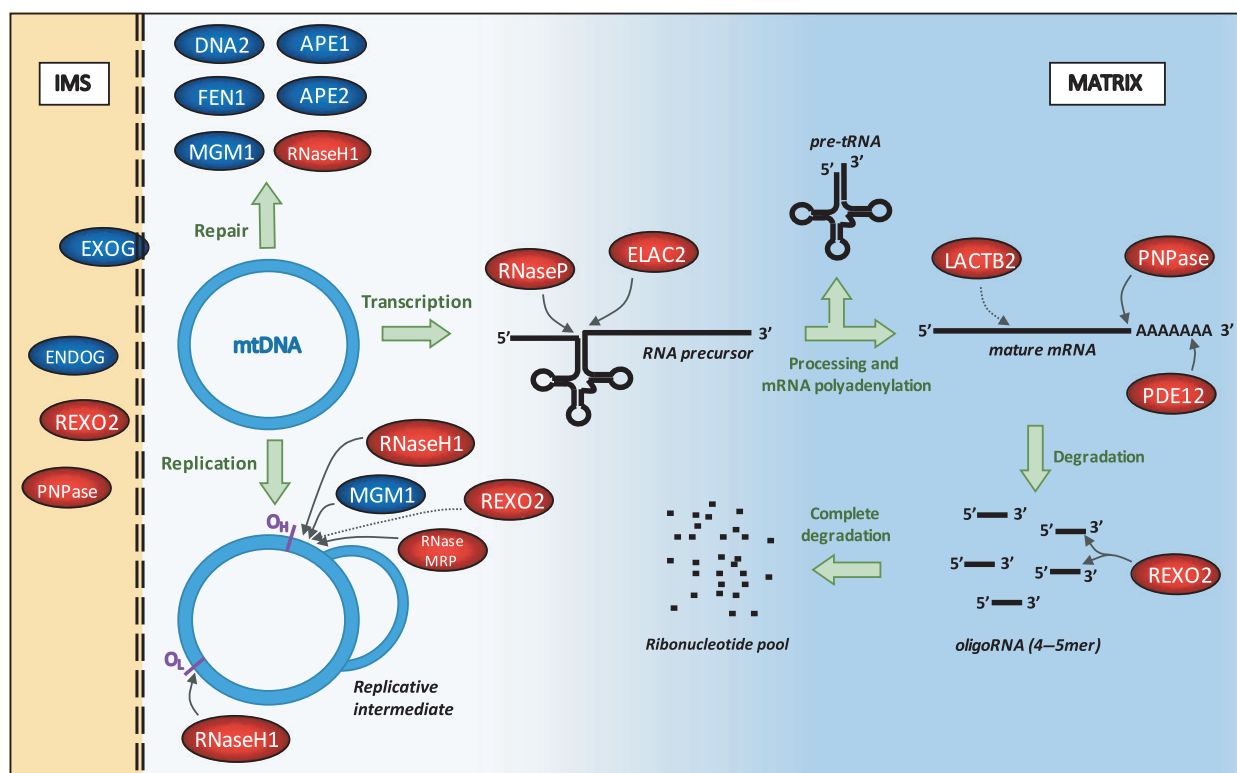 IMS
MATRIX
DNA2
APE1
FEN1
APE2
MGM1
RNaseH1
Repair
EXOG
ENDOG
REXO2
PNPase
mtDNA
Transcription
RNaseP
ELAC2
5’
3’
RNA precursor
pre-tRNA
5’
3’
Processing and
mRNA polyadenylation
LACTB2
PNPase
5’
AAAAAAA 3’
mature mRNA
PDE12
Degradation
5’ 3’
5’ 3’
5’ 3’
5’ 3’
5’ 3’
REXO2
oligoRNA (4–5mer)
Complete
degradation
Ribonucleotide pool
Replication
RNaseH1
MGM1
REXO2
RNase
MRP
OH
OL
RNaseH1
Replicative
intermediate